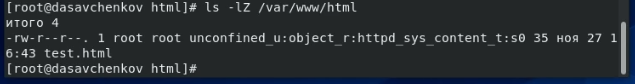 [root@dasavchenkov html]# ls -lZ /var/www/html
итого 4
-rw-r--r--. 1 root root unconfined_u:object_r:httpd_sys_content_t:s0 35 ноя 27 1
6:43 test.html
[root@dasavchenkov html]#